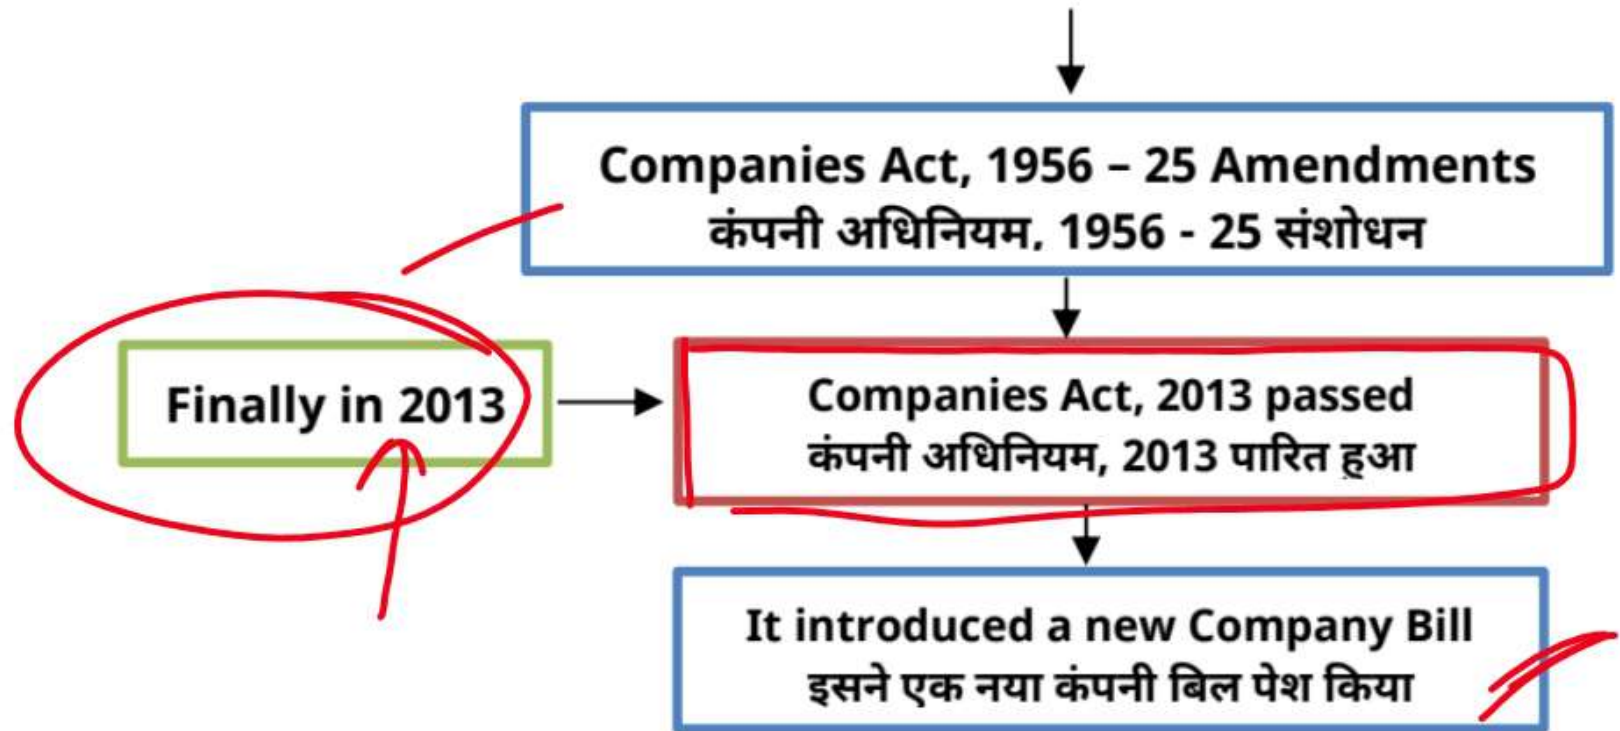 Companies Act, 1956 – 25 Amendments
कंपनी अधिनियम, 1956 - 25 संशोधन
Finally in 2013
Companies Act, 2013 passed
कंपनी अधिनियम, 2013 पारित हुआ
It introduced a new Company Bill
इसने एक नया कंपनी बिल पेश किया